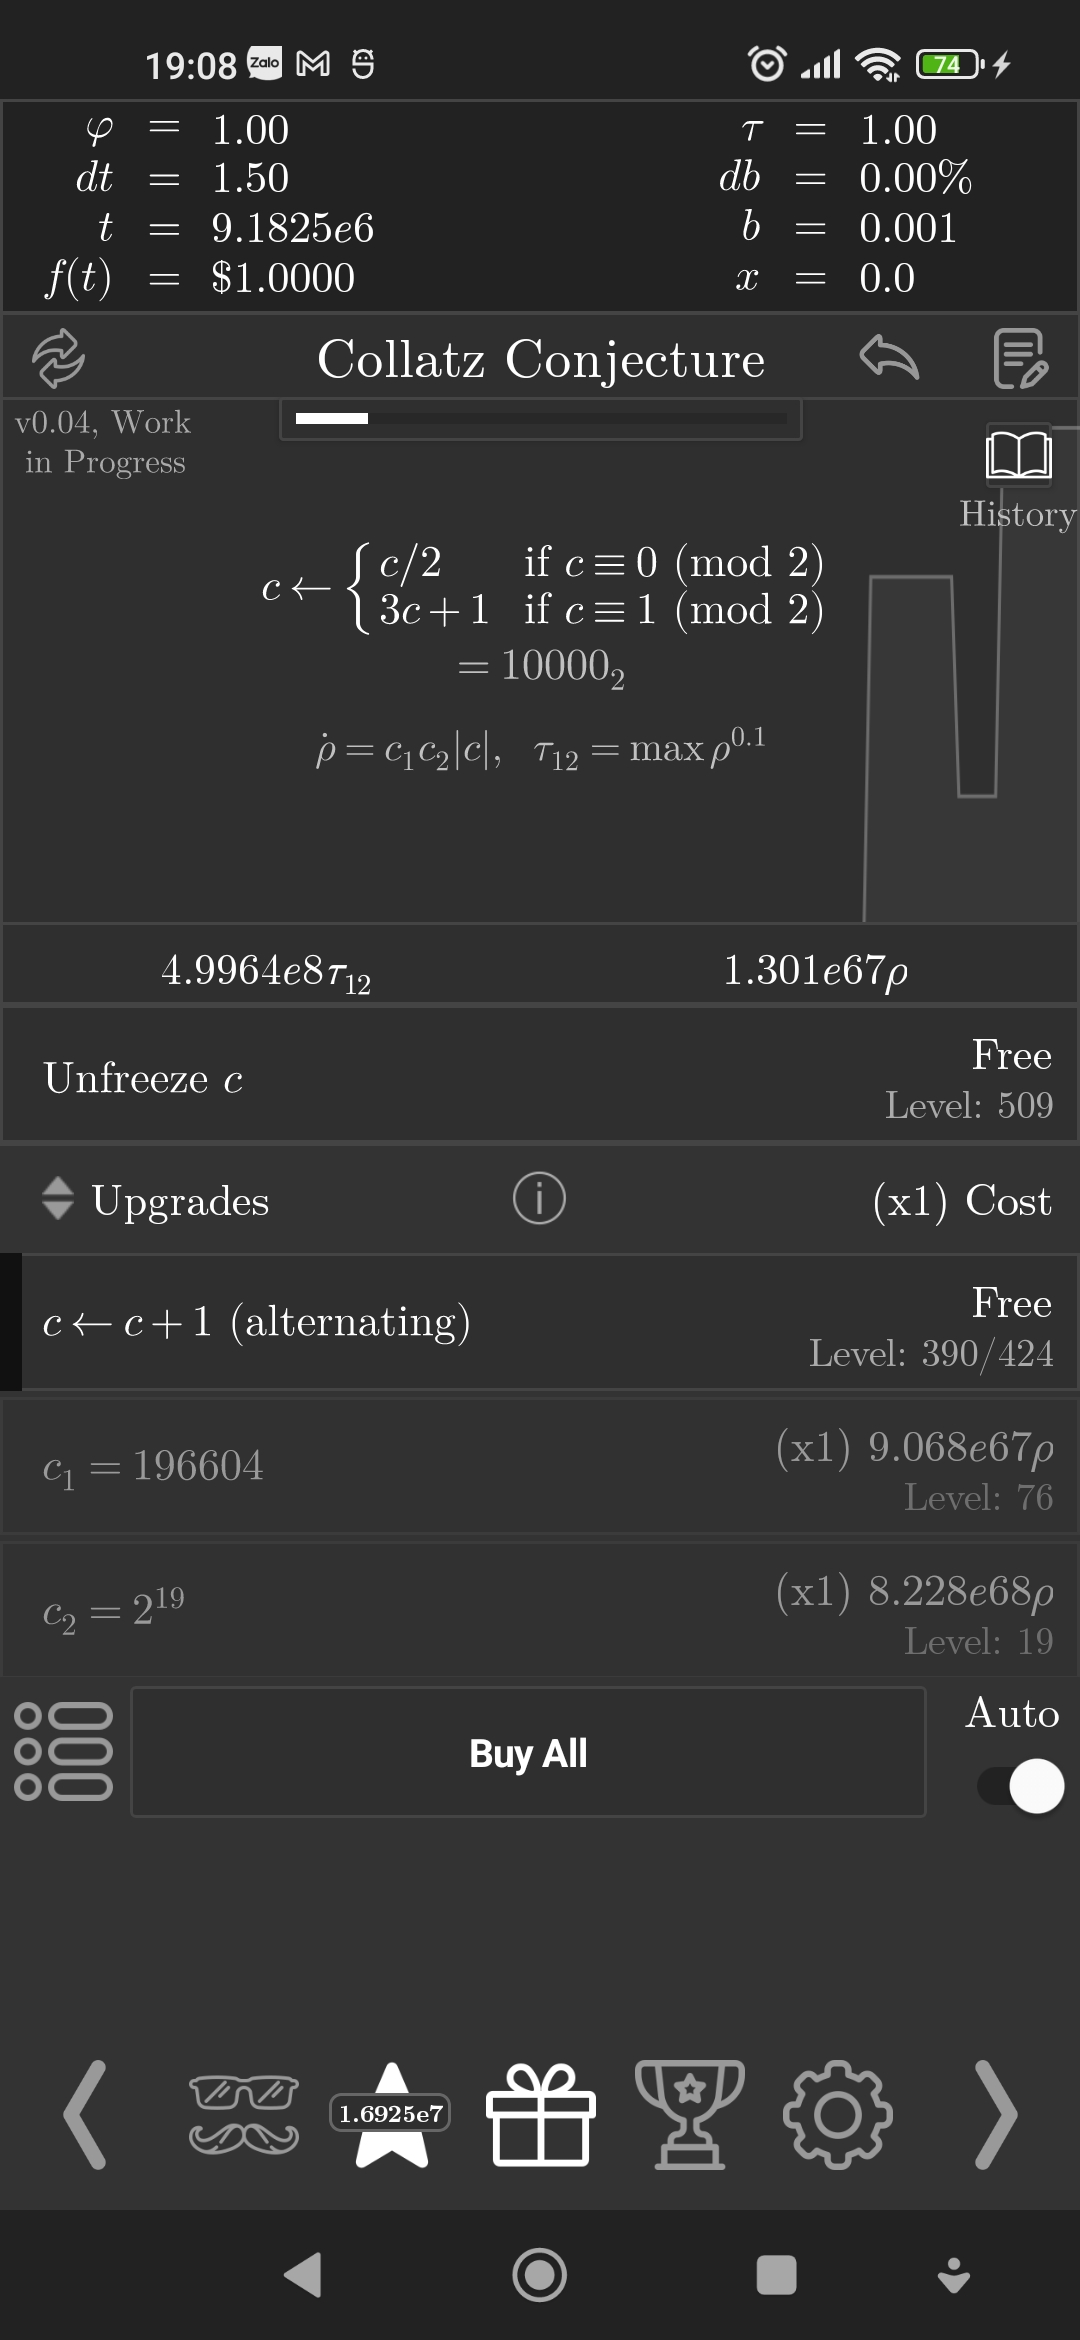 19:08 Zalo 74
φ = 1.00 τ = 1.00
dt = 1.50 db = 0.00%
t = 9.1825e6 b = 0.001
f(t) = $1.0000 x = 0.0
Collatz Conjecture
v0.04, Work
in Progress
History
c ← { c/2 if c ≡ 0 (mod 2)
3c + 1 if c ≡ 1 (mod 2)
= 10000₂
ρ̇ = c₁c₂|c|, τ₁₂ = max ρ^0.1
4.9964e8τ₁₂ 1.301e67ρ
Unfreeze c Free
Level: 509
Upgrades i (x1) Cost
c ← c + 1 (alternating) Free
Level: 390/424
c₁ = 196604 (x1) 9.068e67ρ
Level: 76
c₂ = 2¹⁹ (x1) 8.228e68ρ
Level: 19
Buy All Auto
1.6925e7